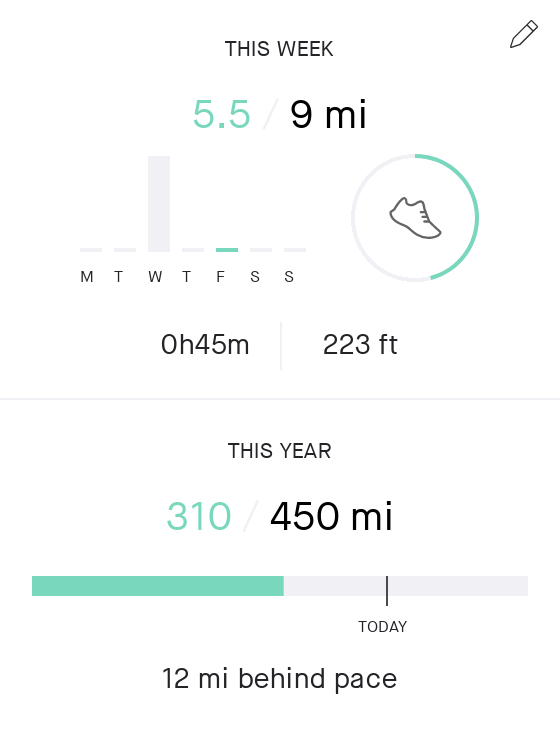 THIS WEEK
5.5 / 9 mi
M T W T F S S
0h45m 223 ft
THIS YEAR
310 / 450 mi
TODAY
12 mi behind pace